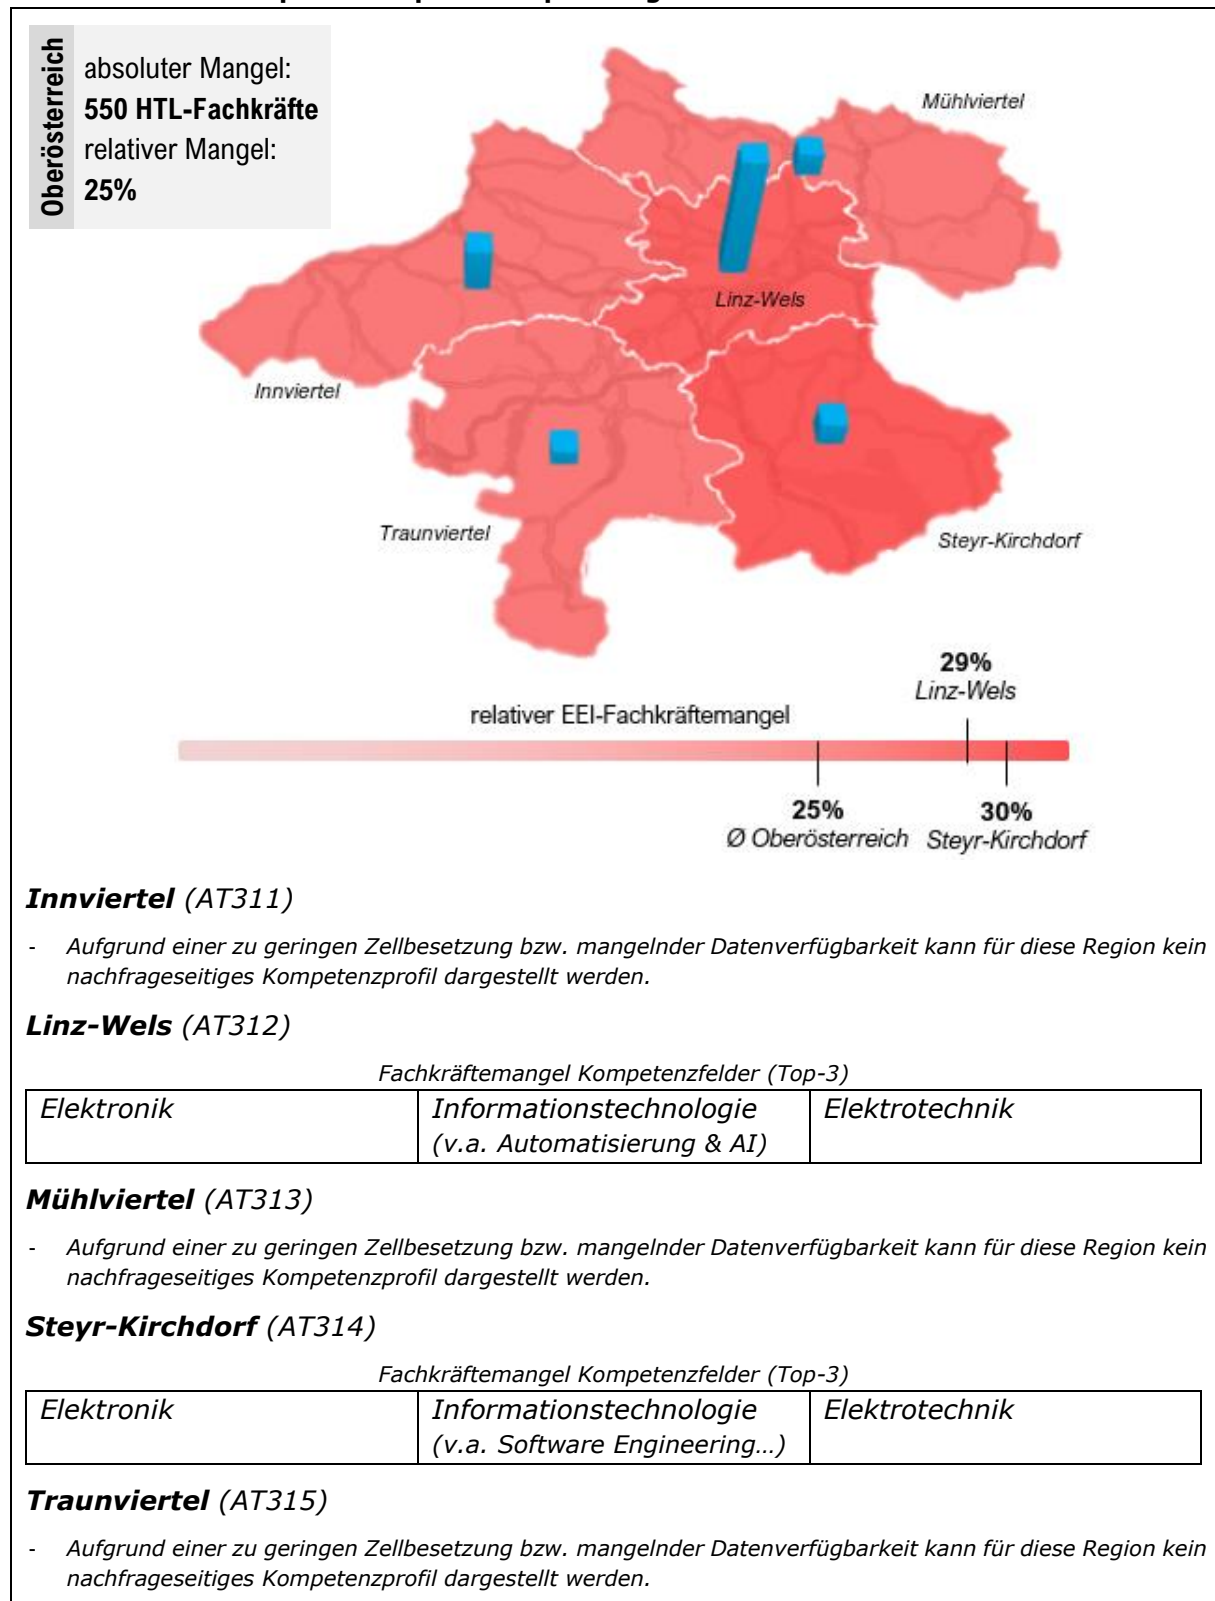 Oberösterreich
absoluter Mangel:
550 HTL-Fachkräfte
relativer Mangel:
25%
Mühlviertel
Linz-Wels
Innviertel
Traunviertel
Steyr-Kirchdorf
29%
Linz-Wels
relativer EEI-Fachkräftemangel
25%
Ø Oberösterreich
30%
Steyr-Kirchdorf
Innviertel (AT311)
- Aufgrund einer zu geringen Zellbesetzung bzw. mangelnder Datenverfügbarkeit kann für diese Region kein
nachfrageseitiges Kompetenzprofil dargestellt werden.
Linz-Wels (AT312)
Fachkräftemangel Kompetenzfelder (Top-3)
Elektronik
Informationstechnologie
(v.a. Automatisierung & AI)
Elektrotechnik
Mühlviertel (AT313)
- Aufgrund einer zu geringen Zellbesetzung bzw. mangelnder Datenverfügbarkeit kann für diese Region kein
nachfrageseitiges Kompetenzprofil dargestellt werden.
Steyr-Kirchdorf (AT314)
Fachkräftemangel Kompetenzfelder (Top-3)
Elektronik
Informationstechnologie
(v.a. Software Engineering…)
Elektrotechnik
Traunviertel (AT315)
- Aufgrund einer zu geringen Zellbesetzung bzw. mangelnder Datenverfügbarkeit kann für diese Region kein
nachfrageseitiges Kompetenzprofil dargestellt werden.